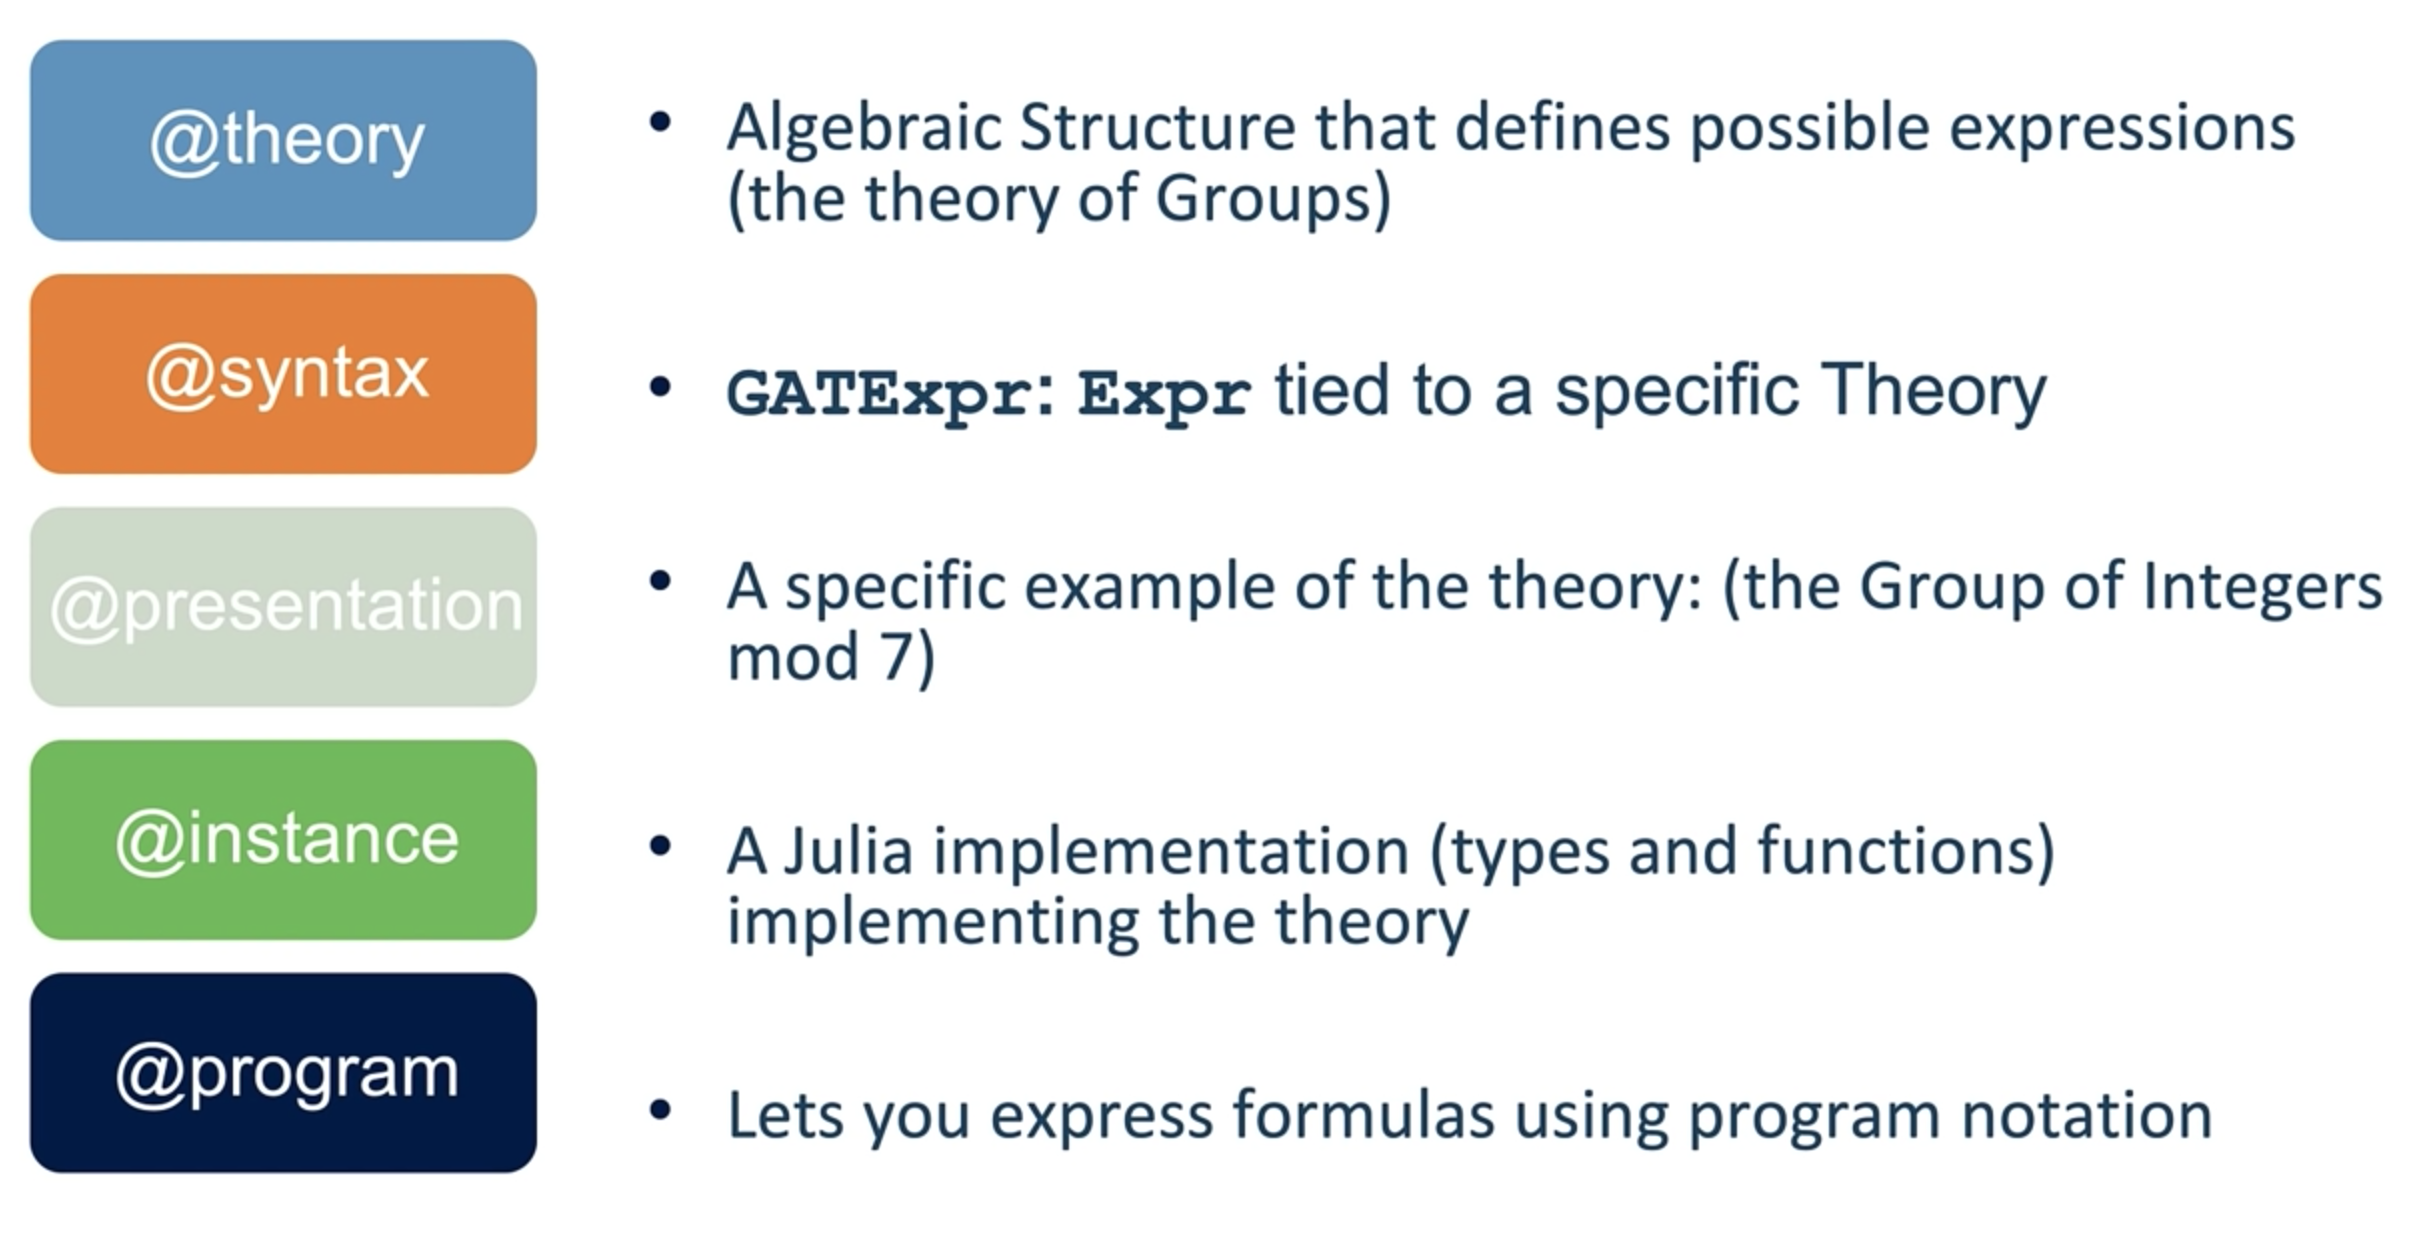 @theory
• Algebraic Structure that defines possible expressions
(the theory of Groups)
@syntax
• GATExpr: Expr tied to a specific Theory
@presentation
• A specific example of the theory: (the Group of Integers
mod 7)
@instance
• A Julia implementation (types and functions)
implementing the theory
@program
• Lets you express formulas using program notation